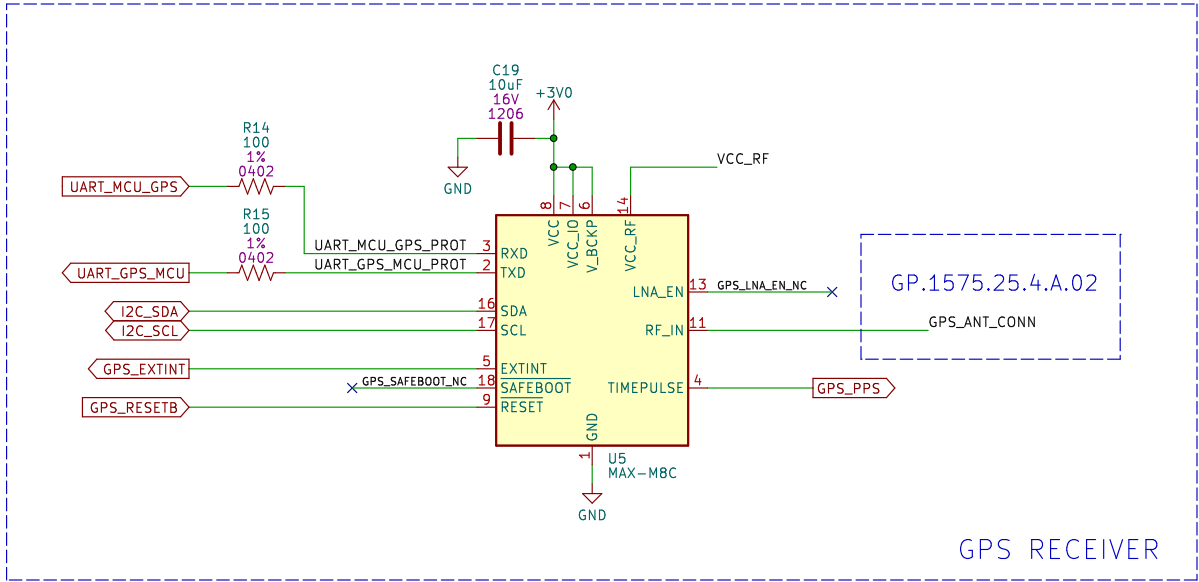 C19
10uF
16V
1206
+3V0
GND
R14
100
1%
0402
UART_MCU_GPS
R15
100
1%
0402
UART_GPS_MCU
UART_MCU_GPS_PROT
UART_GPS_MCU_PROT
I2C_SDA
I2C_SCL
GPS_EXTINT
GPS_SAFEBOOT_NC
GPS_RESETB
3
2
16
17
5
18
9
8
7
6
14
VCC
VCC_IO
V_BCKP
VCC_RF
RXD
TXD
SDA
SCL
EXTINT
SAFEBOOT
RESET
LNA_EN
RF_IN
TIMEPULSE
GND
13
11
4
1
VCC_RF
GPS_LNA_EN_NC
GP.1575.25.4.A.02
GPS_ANT_CONN
GPS_PPS
U5
MAX-M8C
GND
GPS RECEIVER